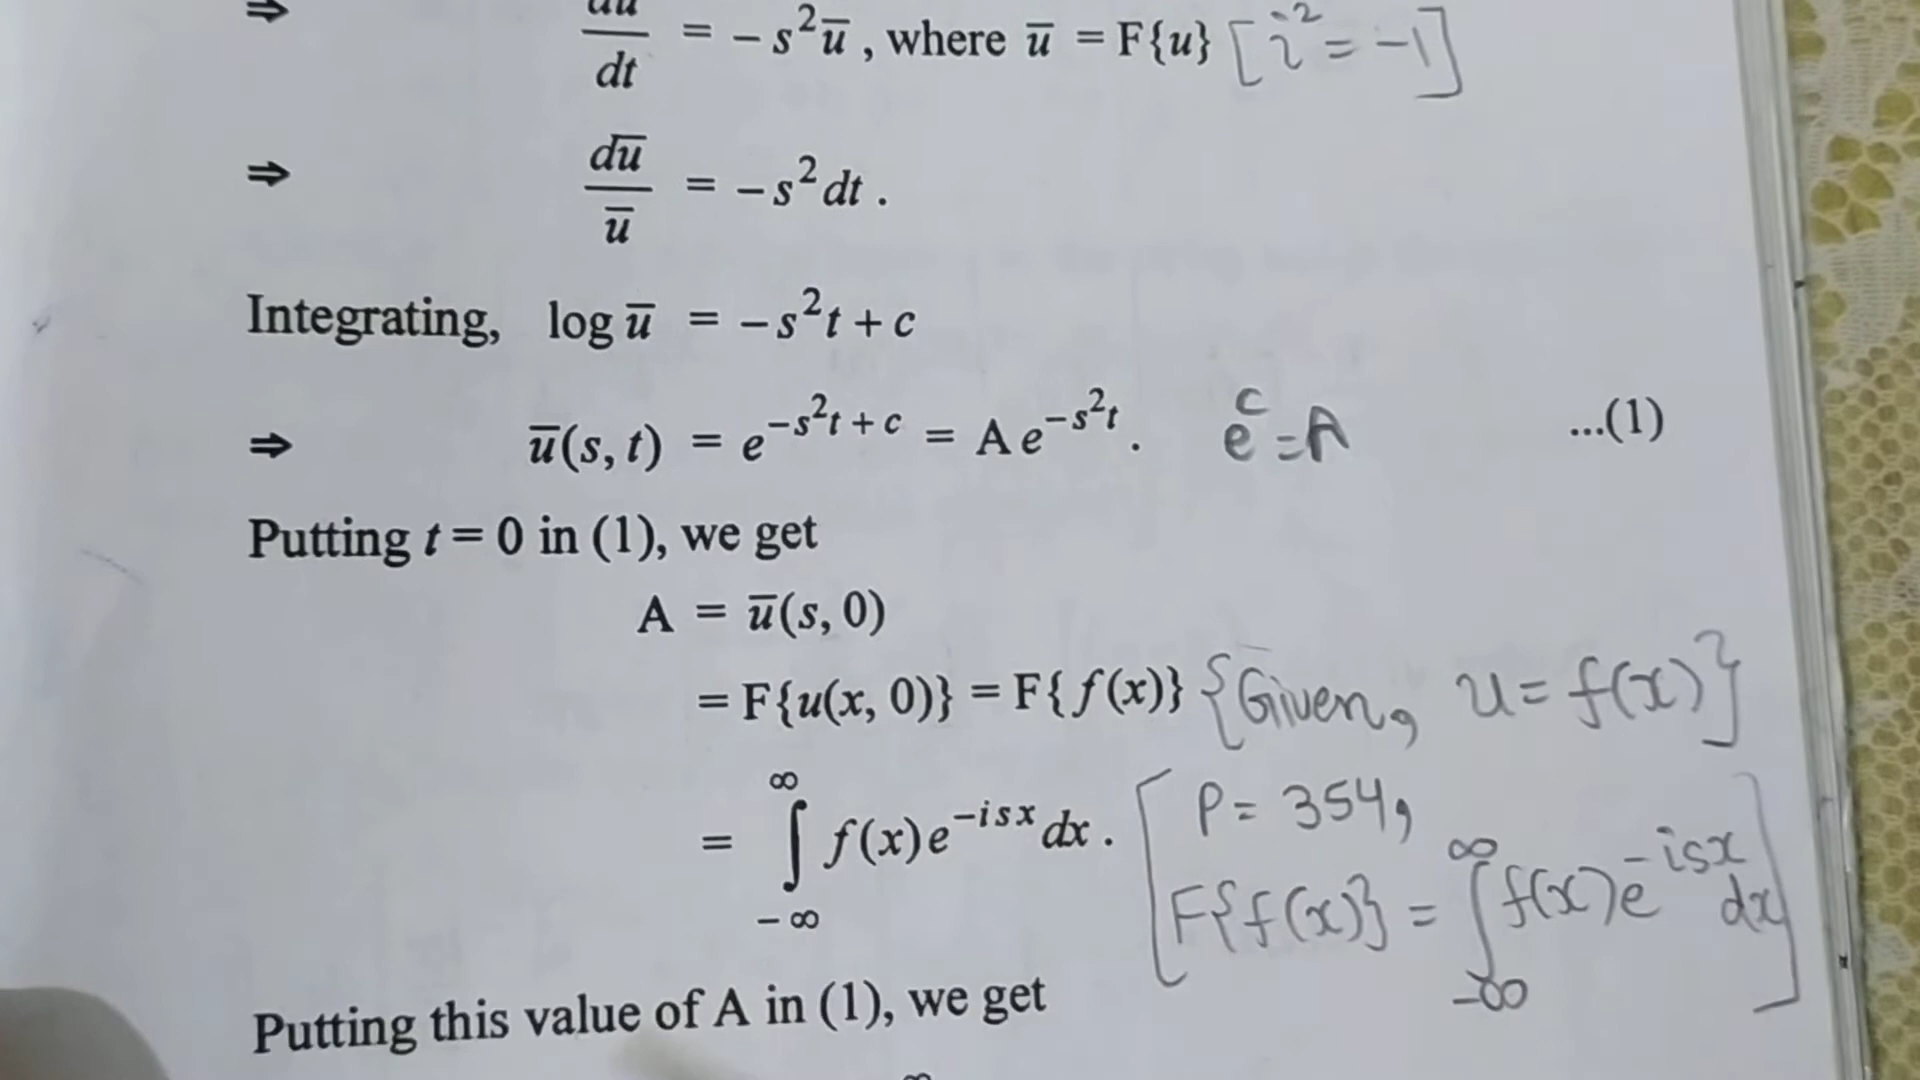 ⇒ dū/dt = – s²ū , where ū = F{u} [i² = -1]
⇒ dū/ū = – s² dt .
Integrating, log ū = – s²t + c
⇒ ū(s, t) = e^(– s²t + c) = A e^(– s²t) . e^c = A ...(1)
Putting t = 0 in (1), we get
A = ū(s, 0)
= F{u(x, 0)} = F{ f(x)} {Given, u = f(x)}
= ∫_{– ∞}^{∞} f(x) e^(– isx) dx . [P = 354,
F{f(x)} = ∫_{-∞}^{∞} f(x) e^(-isx) dx]
Putting this value of A in (1), we get